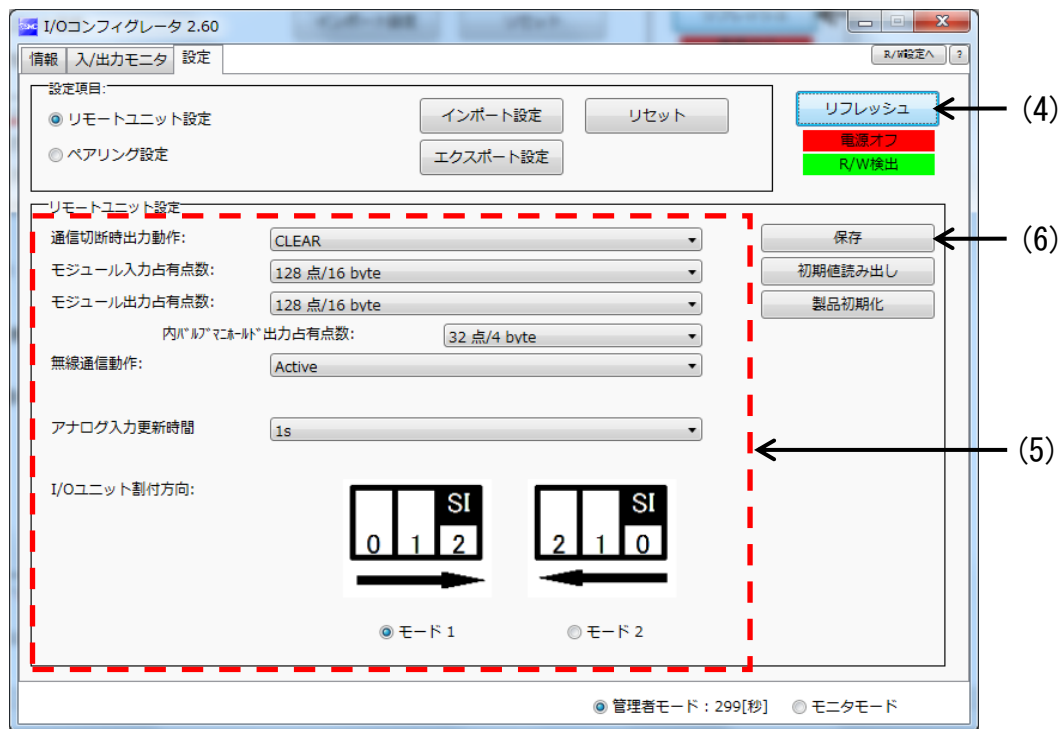 I/Oコンフィグレータ 2.60
情報 入/出力モニタ 設定 R/W設定へ ?
設定項目:
リモートユニット設定 インポート設定 リセット リフレッシュ (4)
電源オフ
ペアリング設定 エクスポート設定 R/W検出
リモートユニット設定
通信切断時出力動作: CLEAR 保存 (6)
モジュール入力占有点数: 128 点/16 byte 初期値読み出し
モジュール出力占有点数: 128 点/16 byte 製品初期化
内ﾊﾞﾙﾌﾞﾏﾆﾎｰﾙﾄﾞ出力占有点数: 32 点/4 byte
無線通信動作: Active
アナログ入力更新時間 1s
(5)
I/Oユニット割付方向: SI SI
0 1 2 2 1 0
モード 1 モード 2
管理者モード : 299[秒] モニタモード